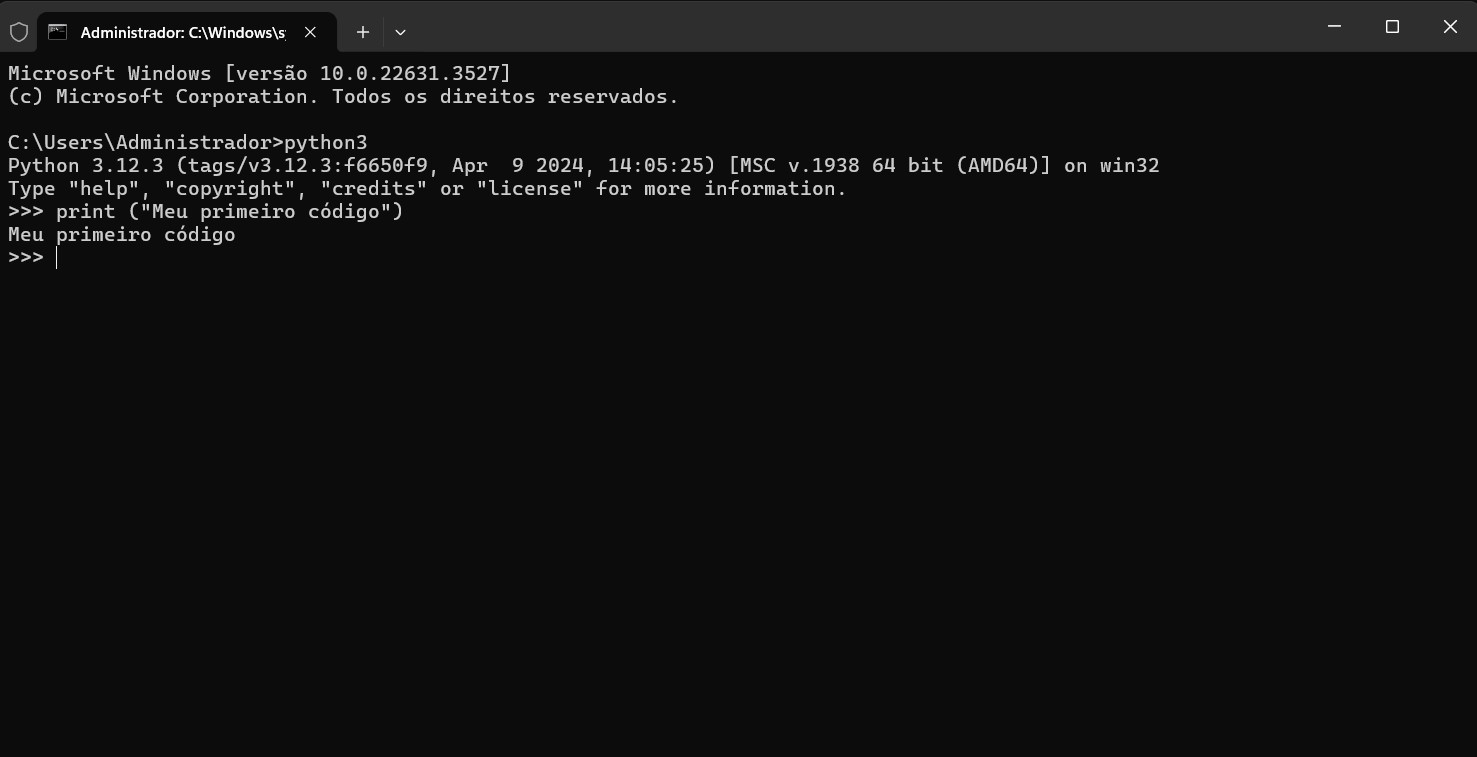 Administrador: C:\Windows\s
Microsoft Windows [versão 10.0.22631.3527]
(c) Microsoft Corporation. Todos os direitos reservados.
C:\Users\Administrador>python3
Python 3.12.3 (tags/v3.12.3:f6650f9, Apr  9 2024, 14:05:25) [MSC v.1938 64 bit (AMD64)] on win32
Type "help", "copyright", "credits" or "license" for more information.
>>> print ("Meu primeiro código")
Meu primeiro código
>>>